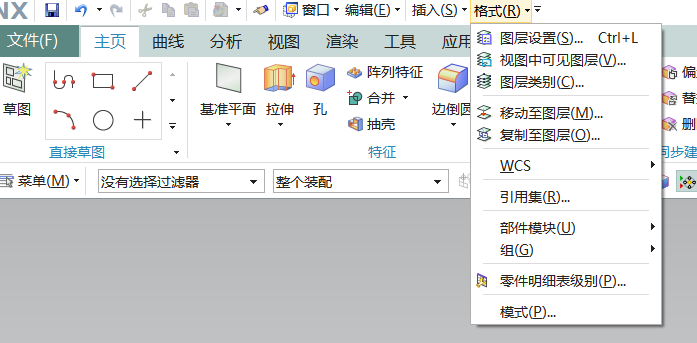 NX 窗口 编辑(E) 插入(S) 格式(R)
文件(F) 主页 曲线 分析 视图 渲染 工具 应用
图层设置(S)... Ctrl+L
视图中可见图层(V)...
图层类别(C)...
移动至图层(M)...
复制至图层(O)...
WCS
引用集(R)...
部件模块(U)
组(G)
零件明细表级别(P)...
模式(P)...
草图
直接草图
基准平面
拉伸
孔
阵列特征
合并
抽壳
边倒圆
特征
偏
替
删
同步建
菜单(M) 没有选择过滤器 整个装配